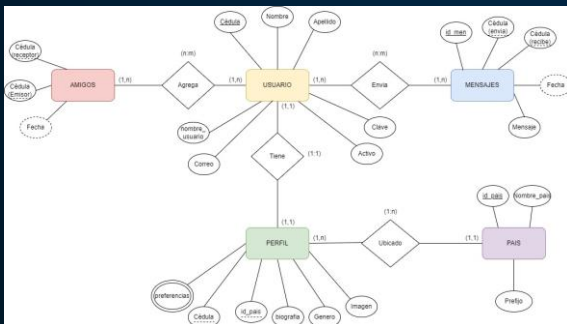 Cédula
Nombre
Apellido
Cédula
(receptor)
(n:m)
(n:m)
id_men
Cédula
(envia)
Cédula
(recibe)
AMIGOS
(1,n)
Agrega
(1,n)
USUARIO
(1,n)
Envia
(1,n)
MENSAJES
Cédula
(Emisor)
Fecha
Fecha
(1,1)
nombre_
usuario
Clave
Mensaje
Correo
Activo
Tiene
(1:1)
(1:n)
id_pais
Nombre_pais
(1,1)
PERFIL
(1,n)
Ubicado
(1,1)
PAIS
preferencias
Cédula
id_pais
biografia
Genero
Imagen
Prefijo